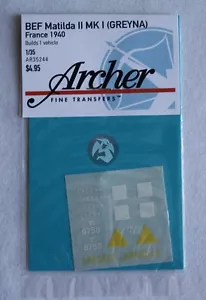 BEF Matilda II MK I (GREYNA)
France 1940
Builds 1 vehicle
1/35
AR35244
$4.95
Archer
FINE TRANSFERS